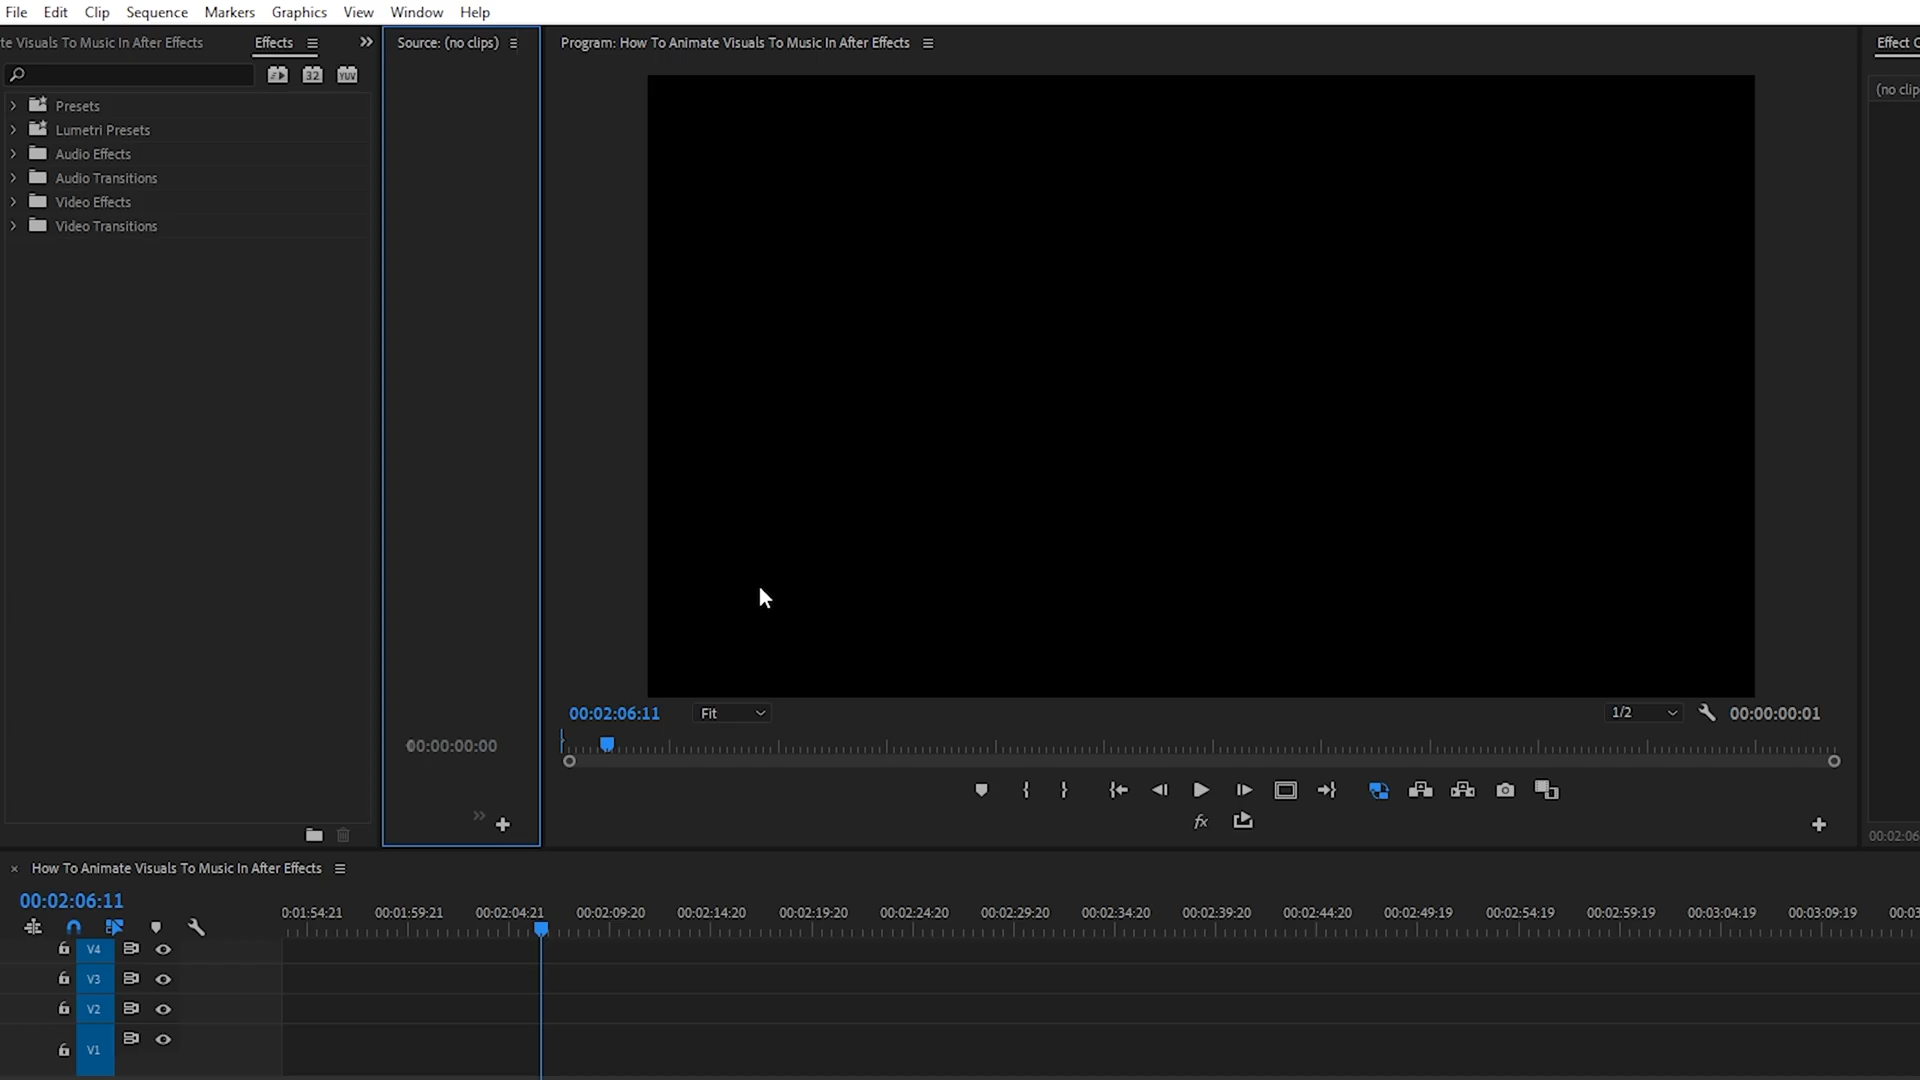 File Edit Clip Sequence Markers Graphics View Window Help
te Visuals To Music In After Effects Effects
Source: (no clips)
Program: How To Animate Visuals To Music In After Effects
Effect C
32 YUV
(no clip
Presets
Lumetri Presets
Audio Effects
Audio Transitions
Video Effects
Video Transitions
00:02:06:11 Fit 1/2 00:00:00:01
00:00:00:00
fx
00:02:06
How To Animate Visuals To Music In After Effects
00:02:06:11
0:01:54:21 00:01:59:21 00:02:04:21 00:02:09:20 00:02:14:20 00:02:19:20 00:02:24:20 00:02:29:20 00:02:34:20 00:02:39:20 00:02:44:20 00:02:49:19 00:02:54:19 00:02:59:19 00:03:04:19 00:03:09:19 00:03
V4
V3
V2
V1